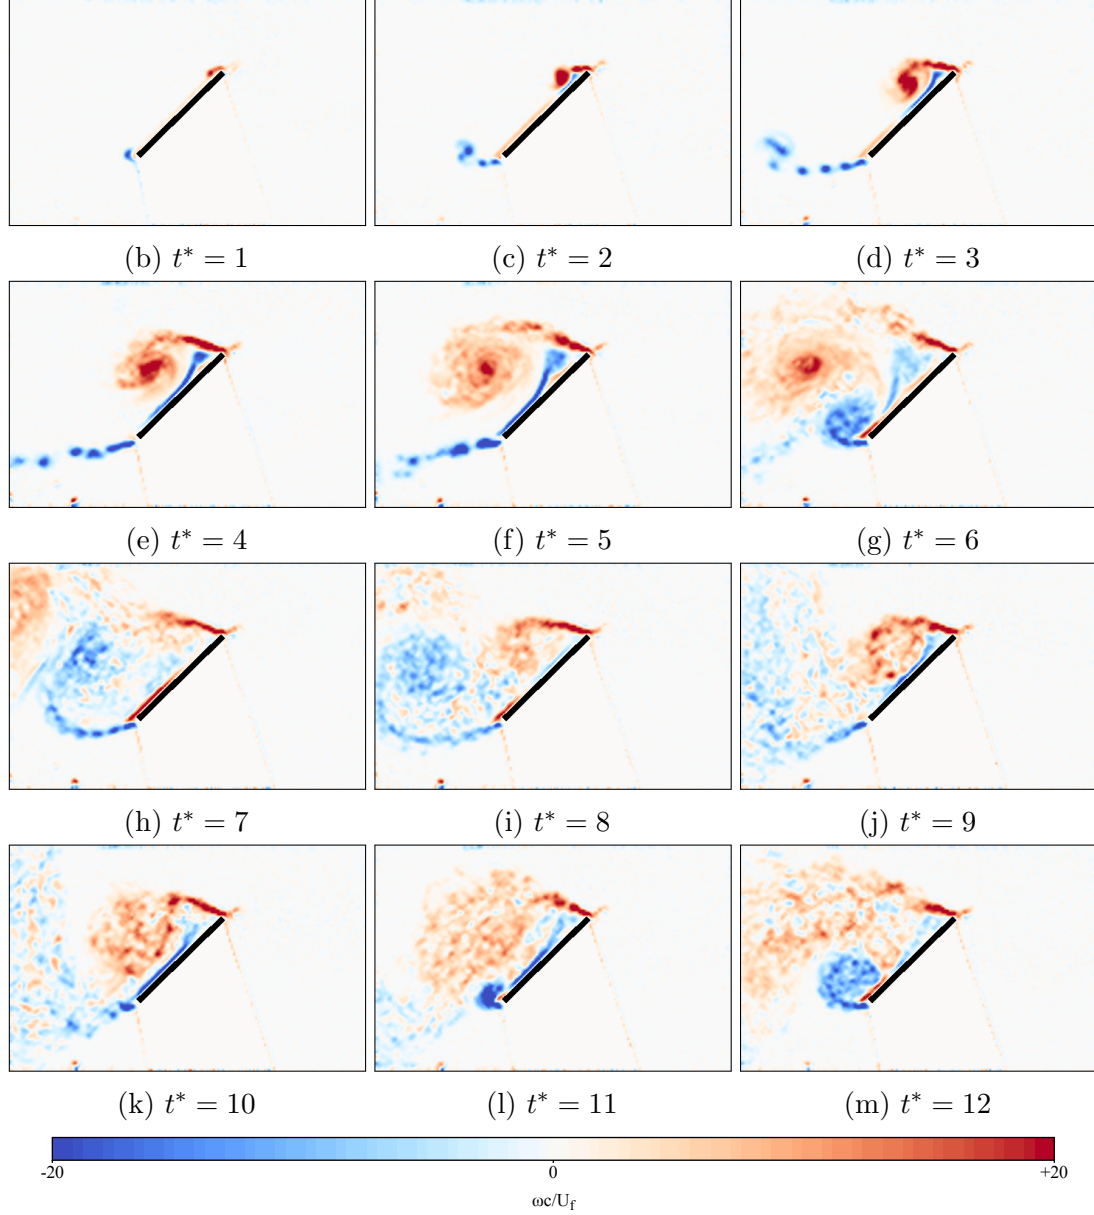 (b) t* = 1
(c) t* = 2
(d) t* = 3
(e) t* = 4
(f) t* = 5
(g) t* = 6
(h) t* = 7
(i) t* = 8
(j) t* = 9
(k) t* = 10
(l) t* = 11
(m) t* = 12
-20 0 +20
ωc/U_f